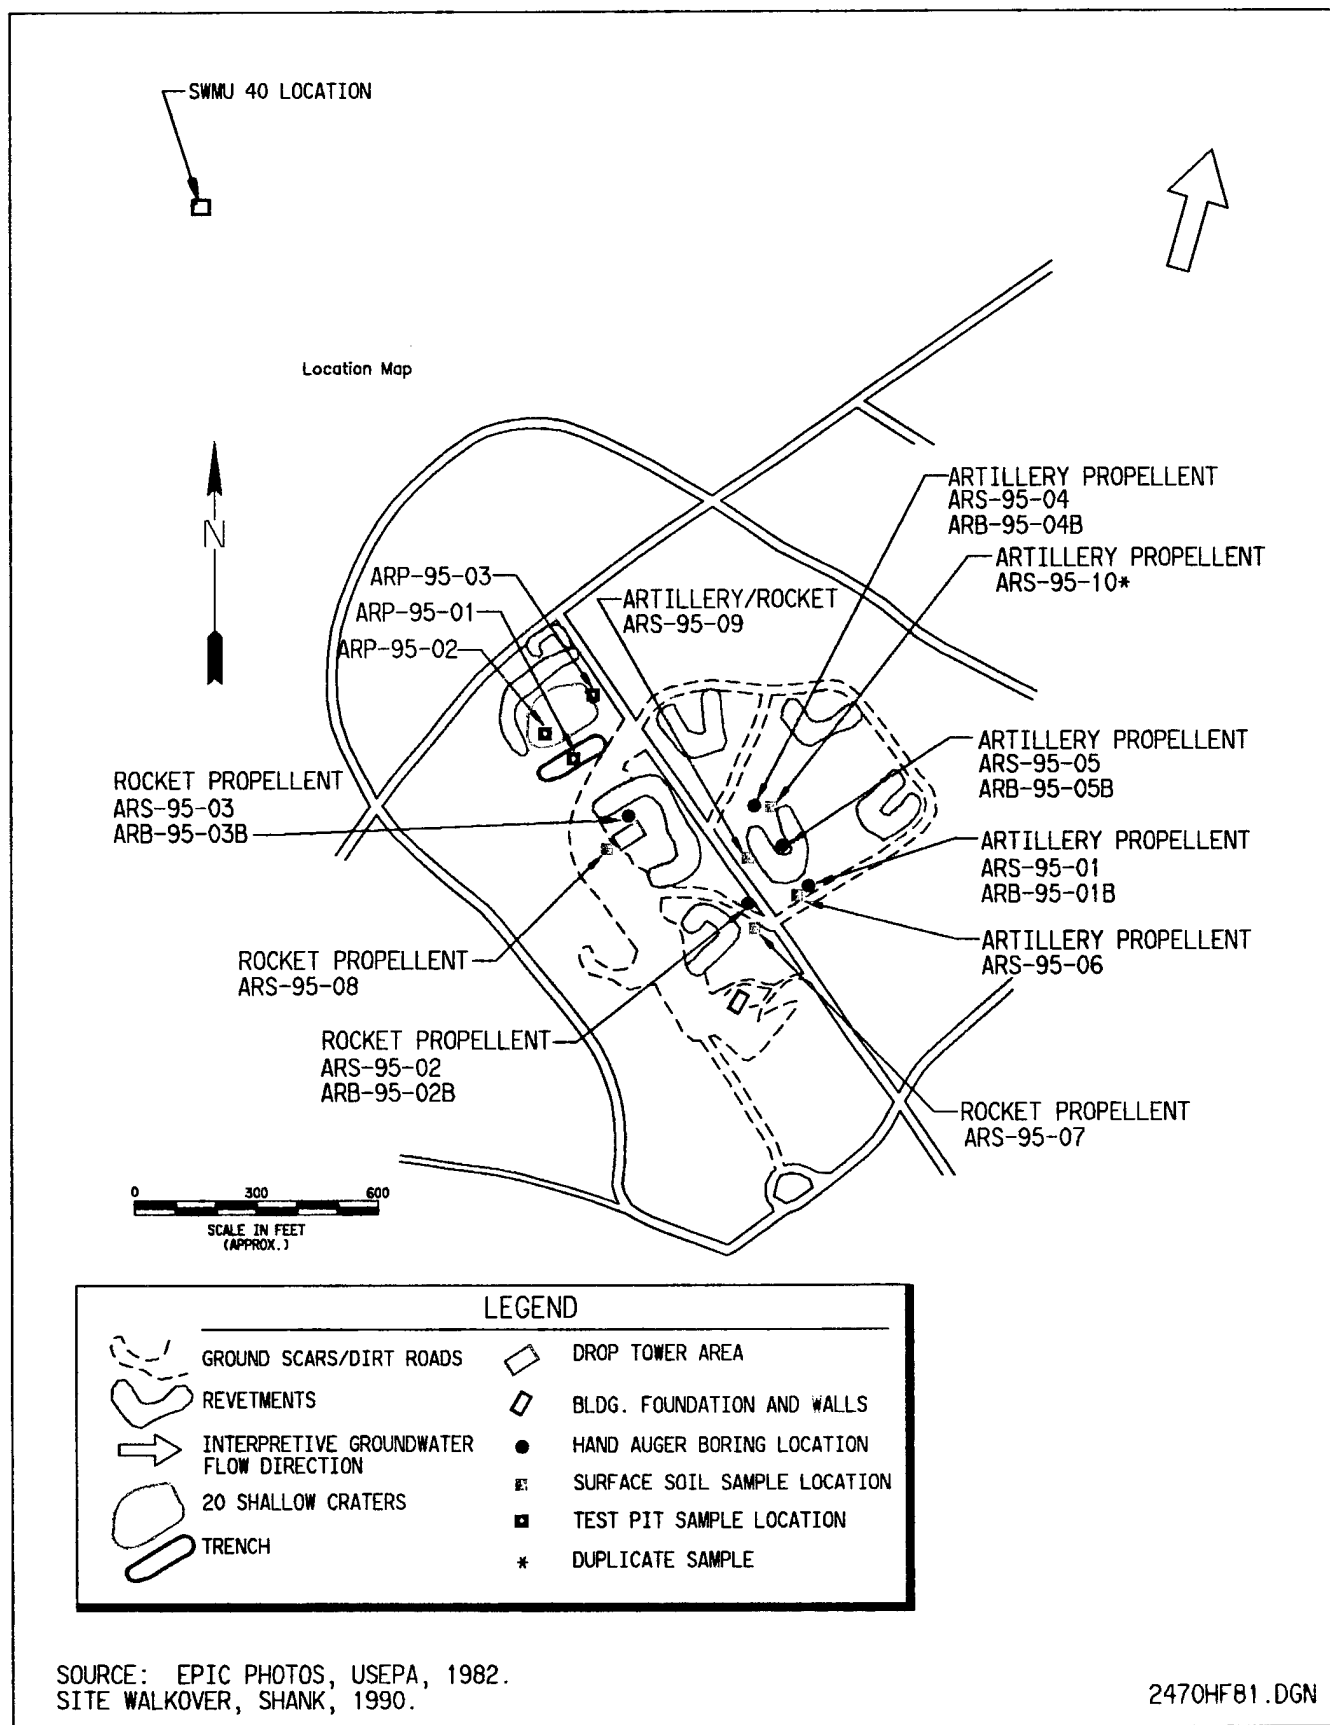 SWMU 40 LOCATION
Location Map
N
ARTILLERY PROPELLENT
ARS-95-04
ARB-95-04B
ARTILLERY PROPELLENT
ARS-95-10*
ARP-95-03
ARP-95-01
ARP-95-02
ARTILLERY/ROCKET
ARS-95-09
ARTILLERY PROPELLENT
ARS-95-05
ARB-95-05B
ROCKET PROPELLENT
ARS-95-03
ARB-95-03B
ARTILLERY PROPELLENT
ARS-95-01
ARB-95-01B
ARTILLERY PROPELLENT
ARS-95-06
ROCKET PROPELLENT
ARS-95-08
ROCKET PROPELLENT
ARS-95-02
ARB-95-02B
ROCKET PROPELLENT
ARS-95-07
0 300 600
SCALE IN FEET
(APPROX.)
LEGEND
GROUND SCARS/DIRT ROADS
REVETMENTS
INTERPRETIVE GROUNDWATER
FLOW DIRECTION
20 SHALLOW CRATERS
TRENCH
DROP TOWER AREA
BLDG. FOUNDATION AND WALLS
HAND AUGER BORING LOCATION
SURFACE SOIL SAMPLE LOCATION
TEST PIT SAMPLE LOCATION
* DUPLICATE SAMPLE
SOURCE: EPIC PHOTOS, USEPA, 1982.
SITE WALKOVER, SHANK, 1990.
2470HF81.DGN